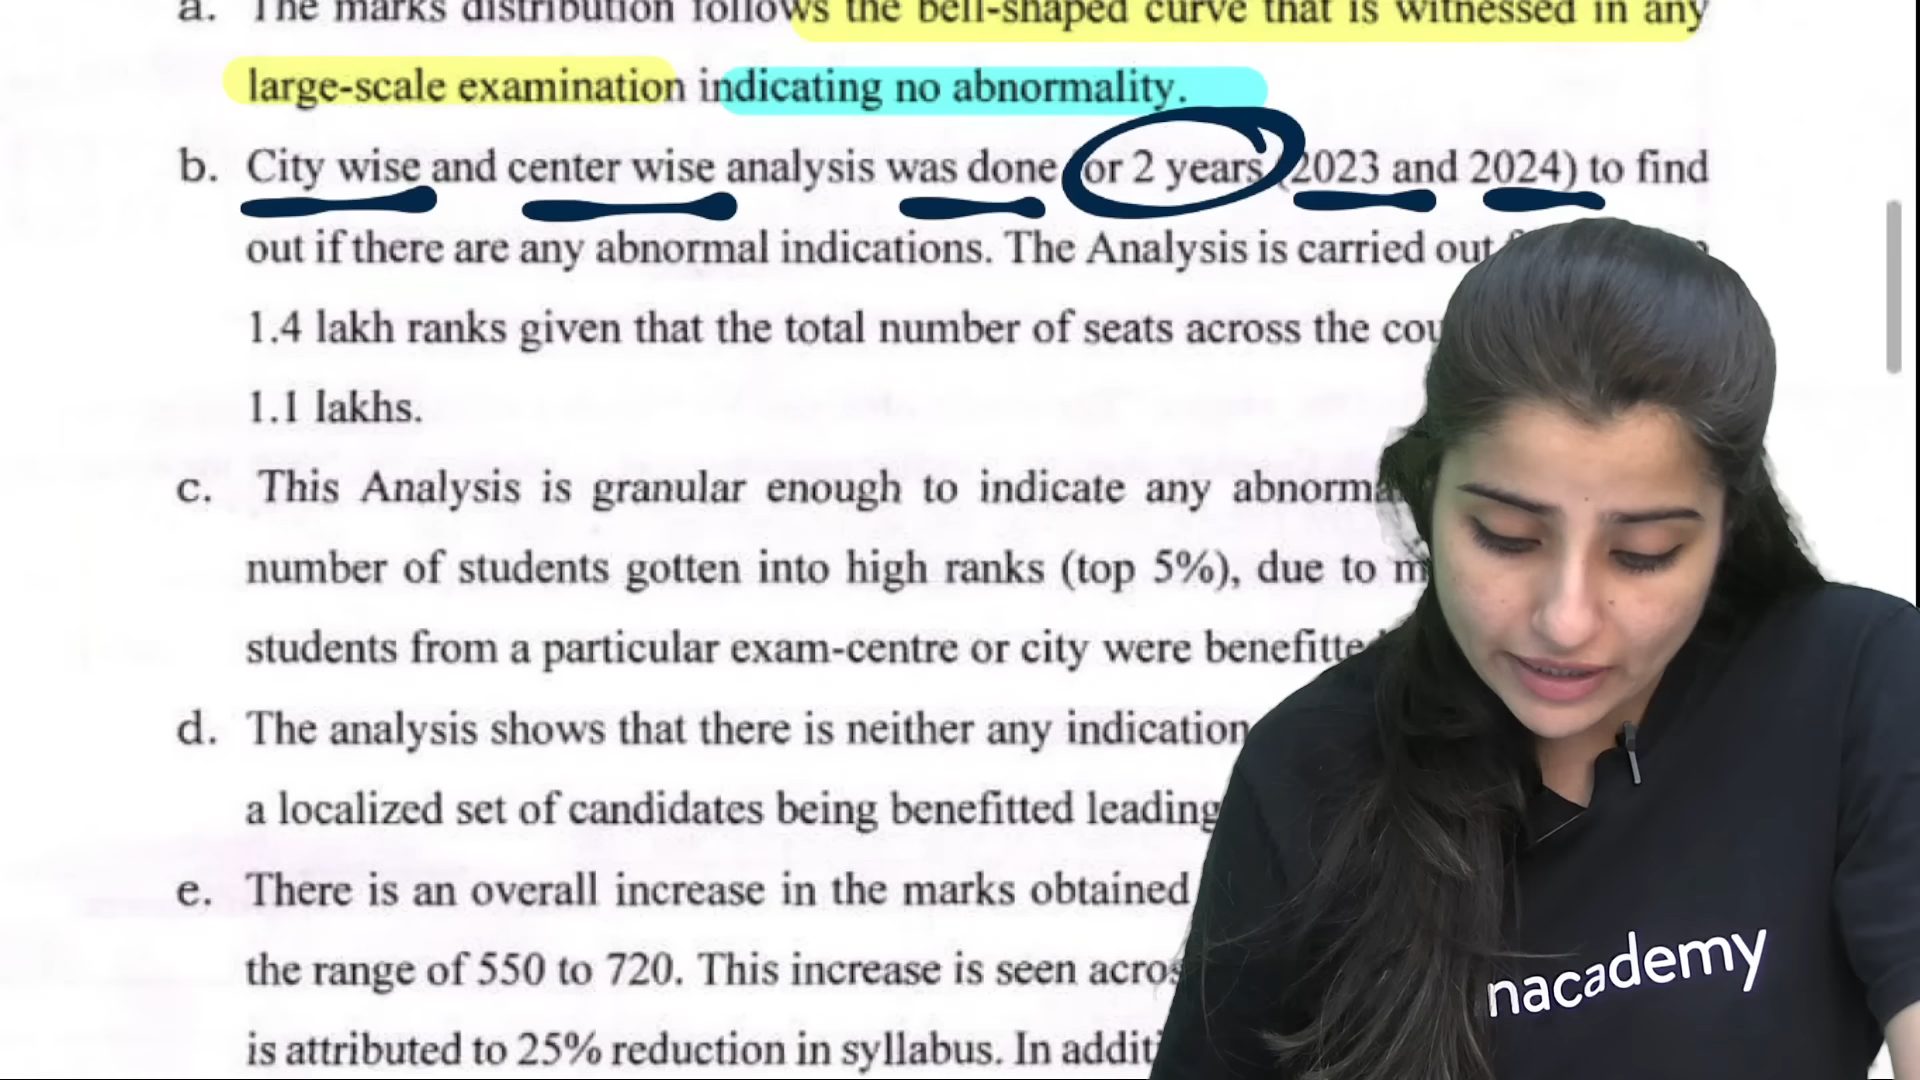 a. The marks distribution follows the bell-shaped curve that is witnessed in any
large-scale examination indicating no abnormality.
b. City wise and center wise analysis was done or 2 years (2023 and 2024) to find
out if there are any abnormal indications. The Analysis is carried out
1.4 lakh ranks given that the total number of seats across the cou
1.1 lakhs.
c. This Analysis is granular enough to indicate any abnorma
number of students gotten into high ranks (top 5%), due to m
students from a particular exam-centre or city were benefitte
d. The analysis shows that there is neither any indication
a localized set of candidates being benefitted leading
e. There is an overall increase in the marks obtained
the range of 550 to 720. This increase is seen acros
is attributed to 25% reduction in syllabus. In additi
nacademy